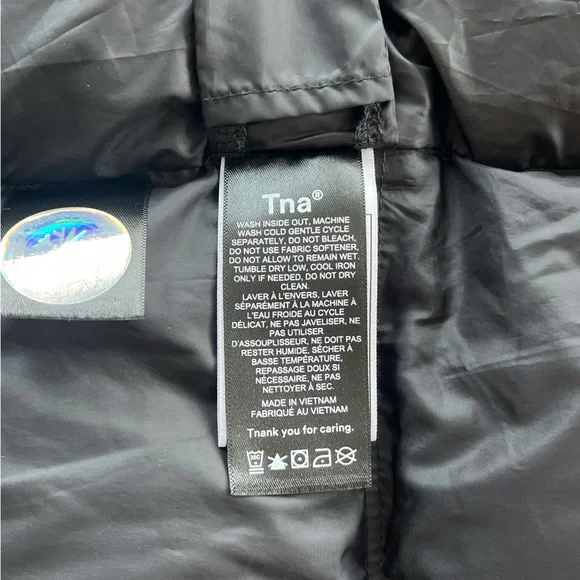 Tna®
WASH INSIDE OUT, MACHINE
WASH COLD GENTLE CYCLE
SEPARATELY, DO NOT BLEACH,
DO NOT USE FABRIC SOFTENER,
DO NOT ALLOW TO REMAIN WET.
TUMBLE DRY LOW, COOL IRON
ONLY IF NEEDED, DO NOT DRY
CLEAN.
LAVER À L'ENVERS, LAVER
SÉPARÉMENT À LA MACHINE À
L'EAU FROIDE AU CYCLE
DÉLICAT, NE PAS JAVELISER, NE
PAS UTILISER
D'ASSOUPLISSEUR, NE DOIT PAS
RESTER HUMIDE, SÉCHER À
BASSE TEMPÉRATURE,
REPASSAGE DOUX SI
NÉCESSAIRE, NE PAS
NETTOYER À SEC.
MADE IN VIETNAM
FABRIQUÉ AU VIETNAM
Tnank you for caring.